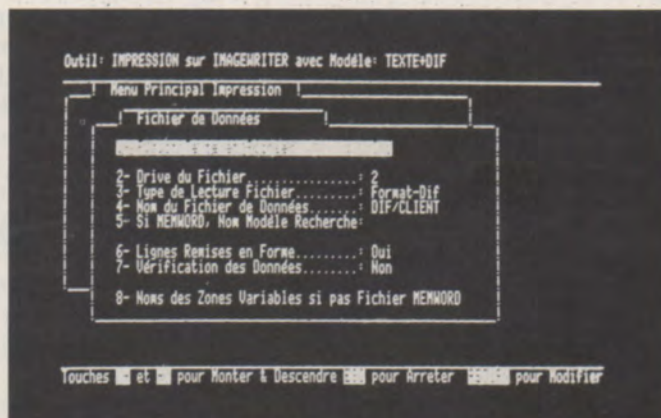 Outil: IMPRESSION sur IMAGEWRITER avec Modéle: TEXTE+DIF
! Menu Principal Impression !
! Fichier de Données !
2- Drive du Fichier...............: 2
3- Type de Lecture Fichier........: Format-Dif
4- Nom du Fichier de Données......: DIF/CLIENT
5- Si MEMWORD, Nom Modéle Recherche:
6- Lignes Remises en Forme........: Oui
7- Vérification des Données.......: Non
8- Noms des Zones Variables si pas Fichier MEMWORD
Touches et pour Monter & Descendre pour Arreter pour Modifier